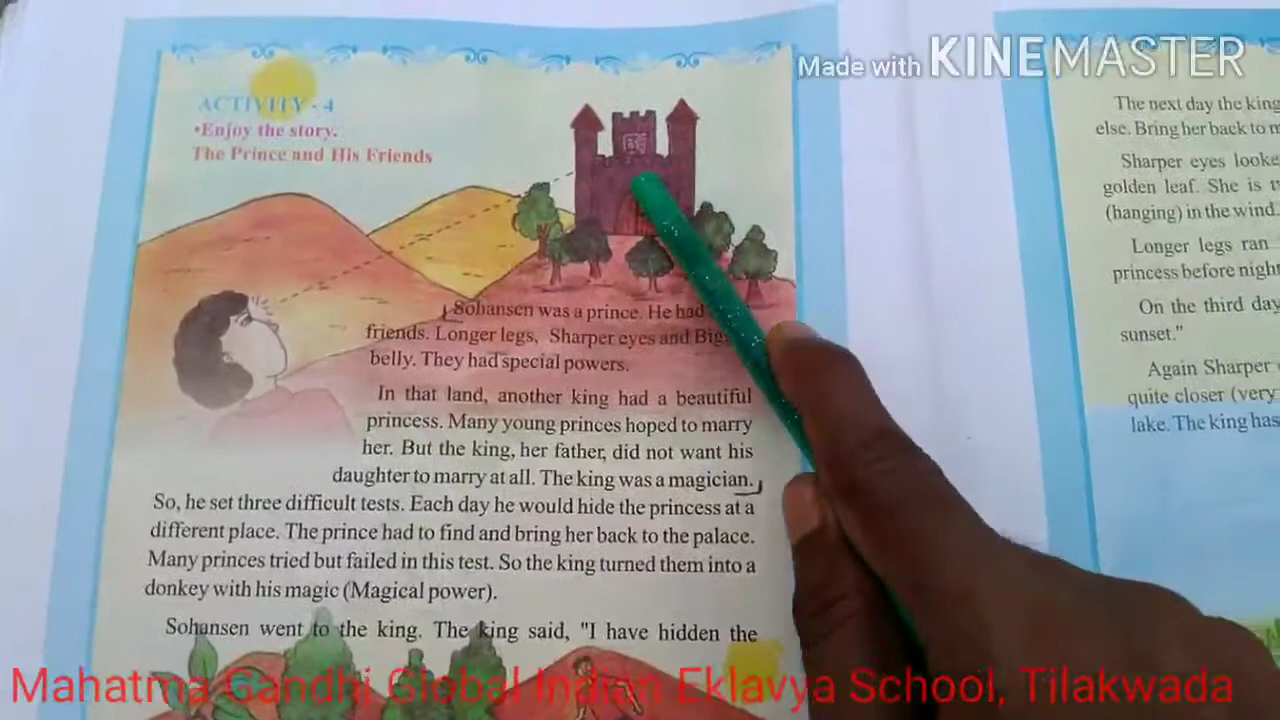 Made with KINEMASTER
ACTIVITY - 4
•Enjoy the story.
The Prince and His Friends
Sohansen was a prince. He had
friends. Longer legs, Sharper eyes and Big
belly. They had special powers.
In that land, another king had a beautiful
princess. Many young princes hoped to marry
her. But the king, her father, did not want his
daughter to marry at all. The king was a magician.
So, he set three difficult tests. Each day he would hide the princess at a
different place. The prince had to find and bring her back to the palace.
Many princes tried but failed in this test. So the king turned them into a
donkey with his magic (Magical power).
Sohansen went to the king. The king said, "I have hidden the
The next day the king
else. Bring her back to
Sharper eyes
golden leaf. She is
(hanging) in the wind.
Longer legs ran
princess before
On the third day
sunset."
Again Sharper
quite closer (very
lake. The king has
Mahatma Gandhi Global Indian Eklavya School, Tilakwada